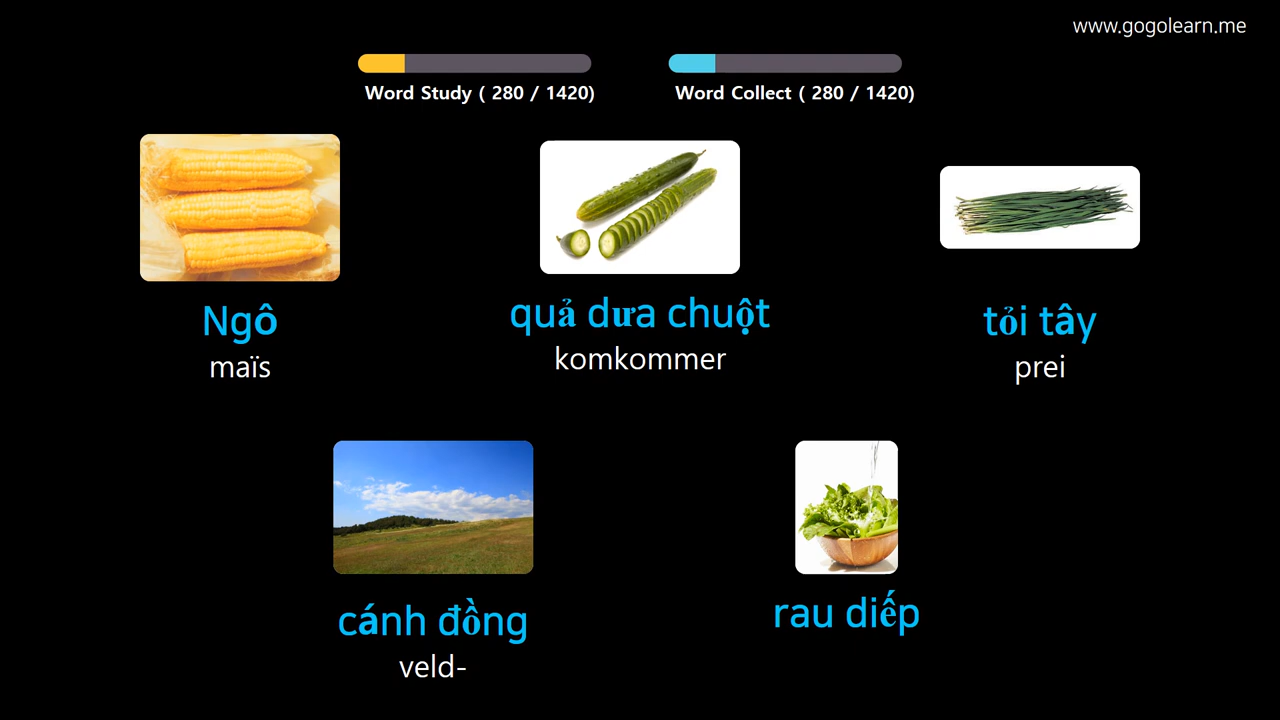 www.gogolearn.me
Word Study ( 280 / 1420)
Word Collect ( 280 / 1420)
Ngô
maïs
quả dưa chuột
komkommer
tỏi tây
prei
cánh đồng
veld-
rau diếp